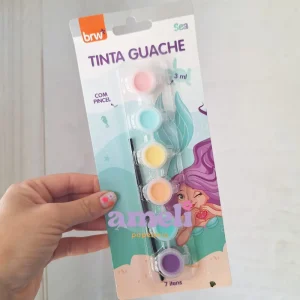 brw
Sea
TINTA GUACHE
3 ml
COM
PINCEL
ameli
7 itens